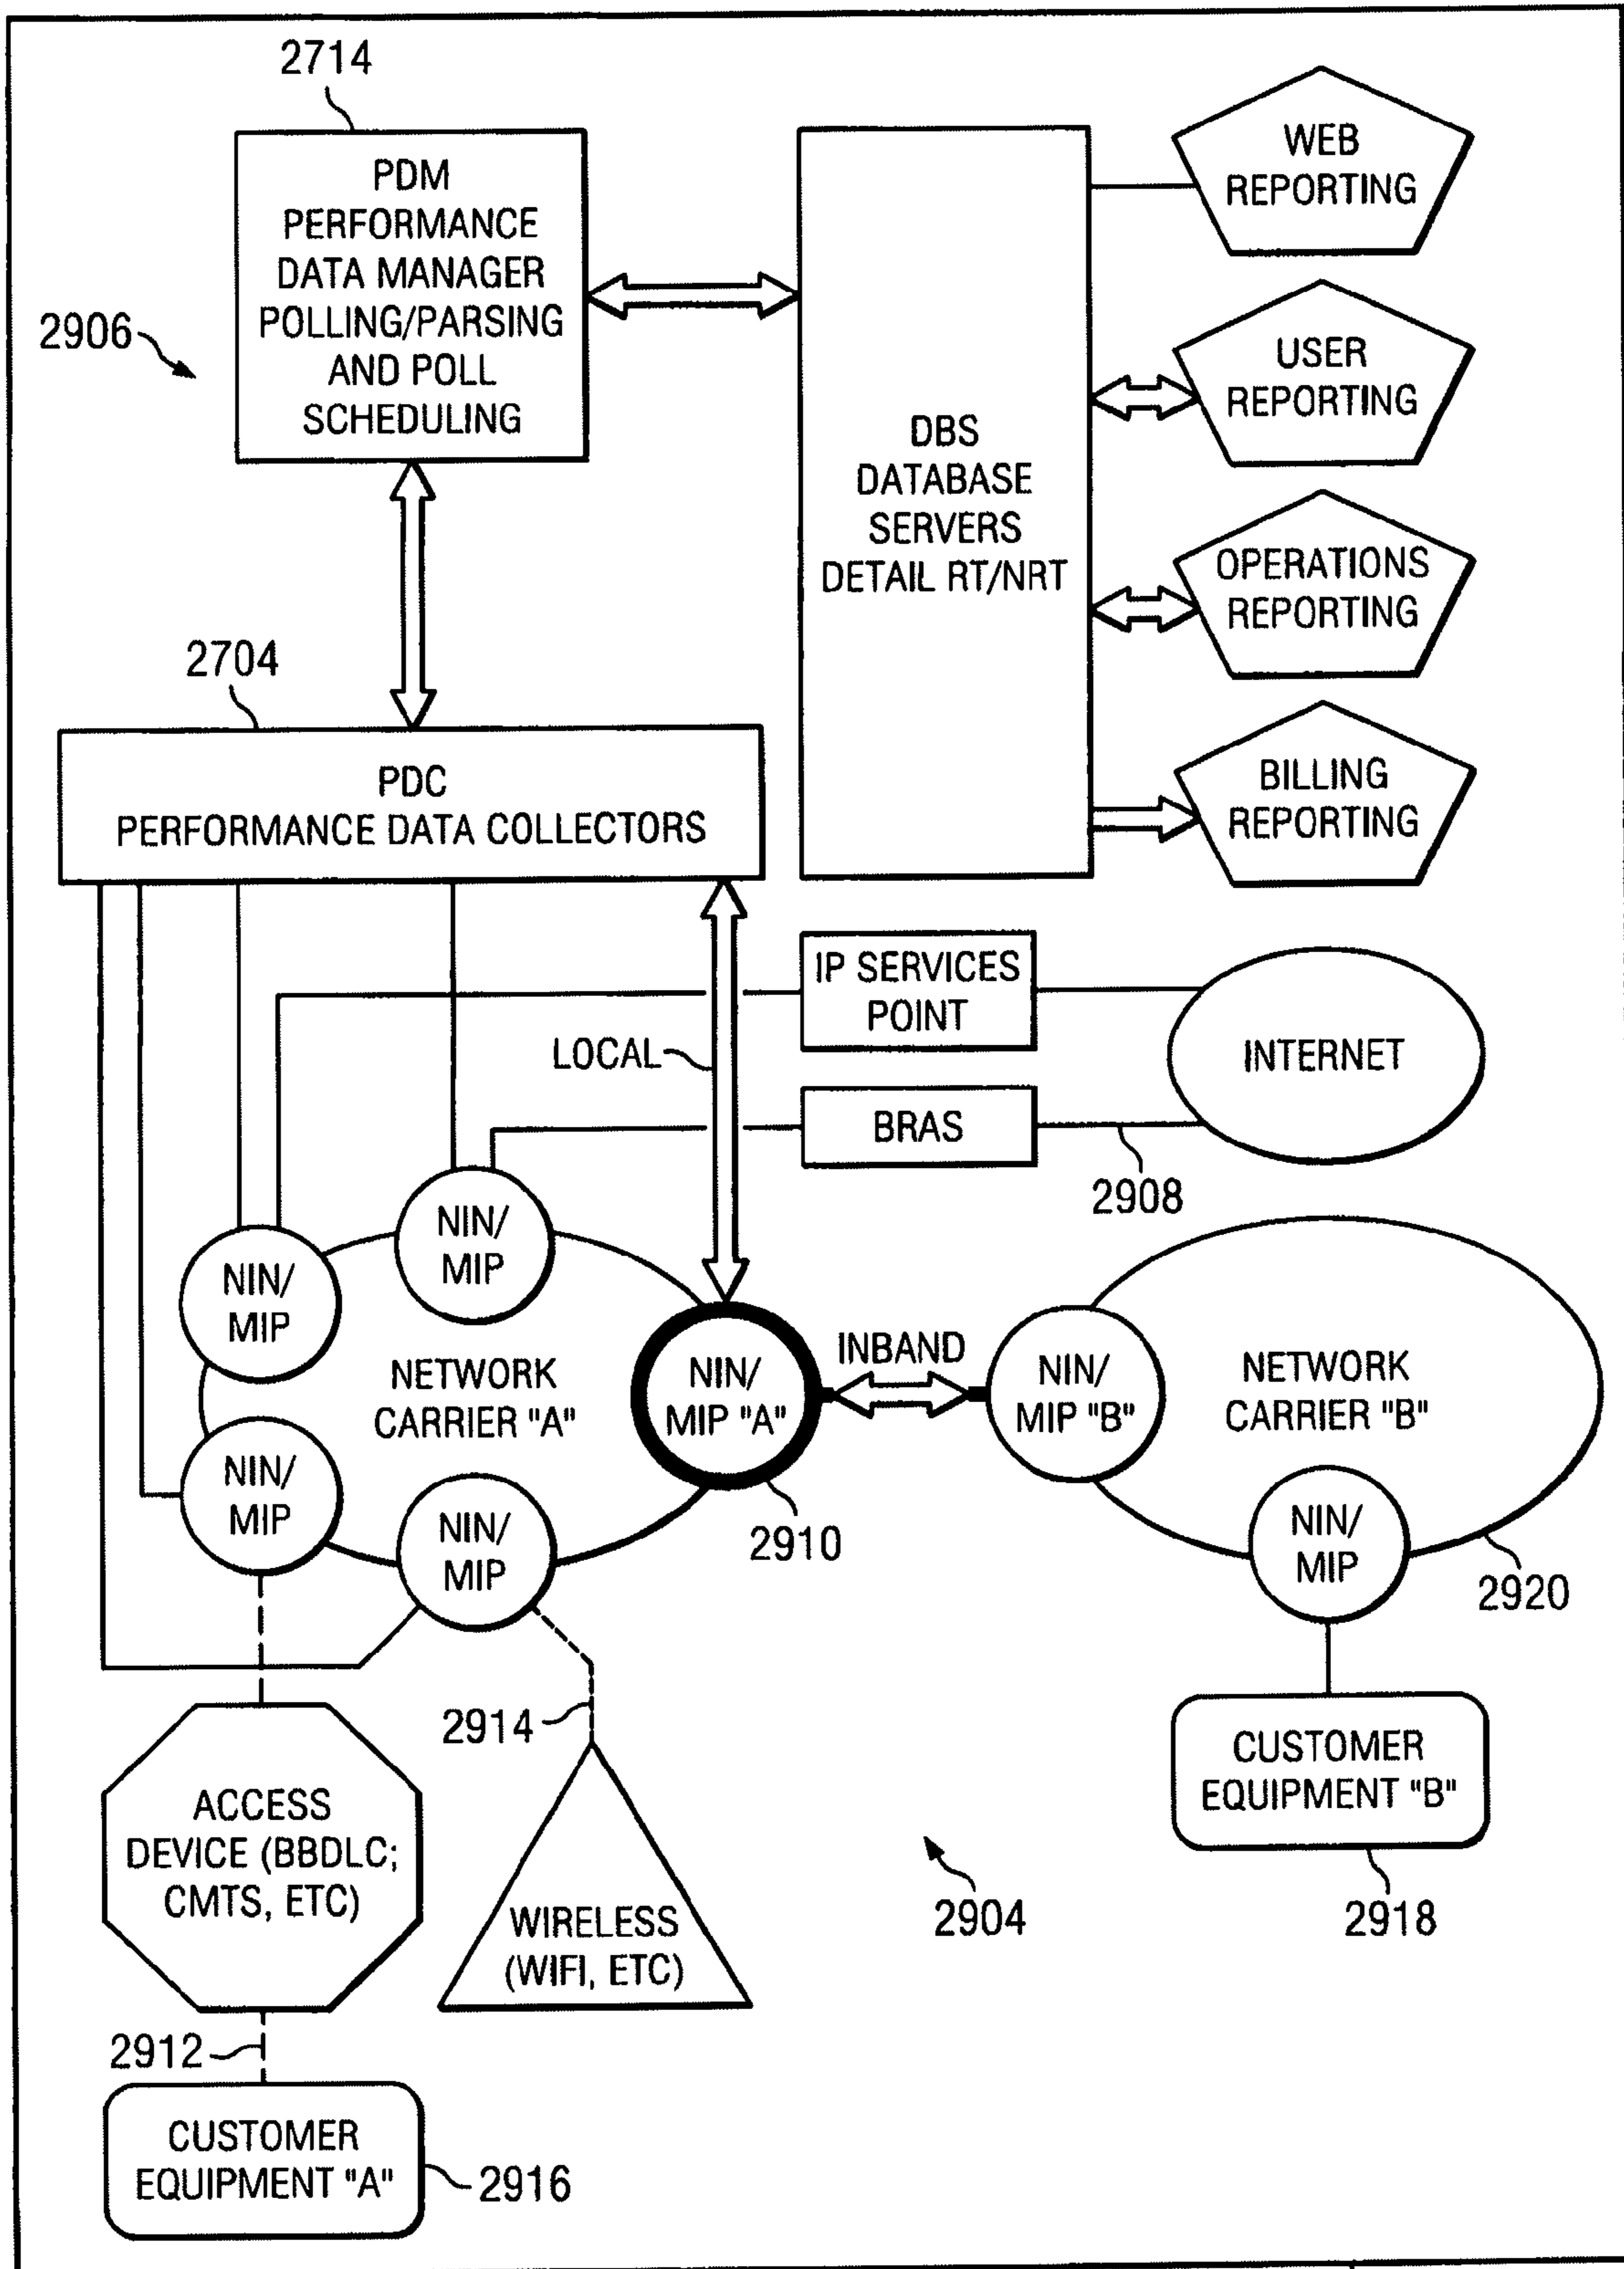 2714
PDM
PERFORMANCE
DATA MANAGER
POLLING/PARSING
AND POLL
SCHEDULING
2906
DBS
DATABASE
SERVERS
DETAIL RT/NRT
WEB
REPORTING
USER
REPORTING
OPERATIONS
REPORTING
BILLING
REPORTING
2704
PDC
PERFORMANCE DATA COLLECTORS
IP SERVICES
POINT
LOCAL
INTERNET
BRAS
2908
NIN/
MIP
NIN/
MIP
NETWORK
CARRIER "A"
NIN/
MIP "A"
INBAND
NIN/
MIP "B"
NETWORK
CARRIER "B"
NIN/
MIP
NIN/
MIP
2910
NIN/
MIP
2920
2914
ACCESS
DEVICE (BBDLC;
CMTS, ETC)
WIRELESS
(WIFI, ETC)
CUSTOMER
EQUIPMENT "B"
2904
2918
2912
CUSTOMER
EQUIPMENT "A"
2916